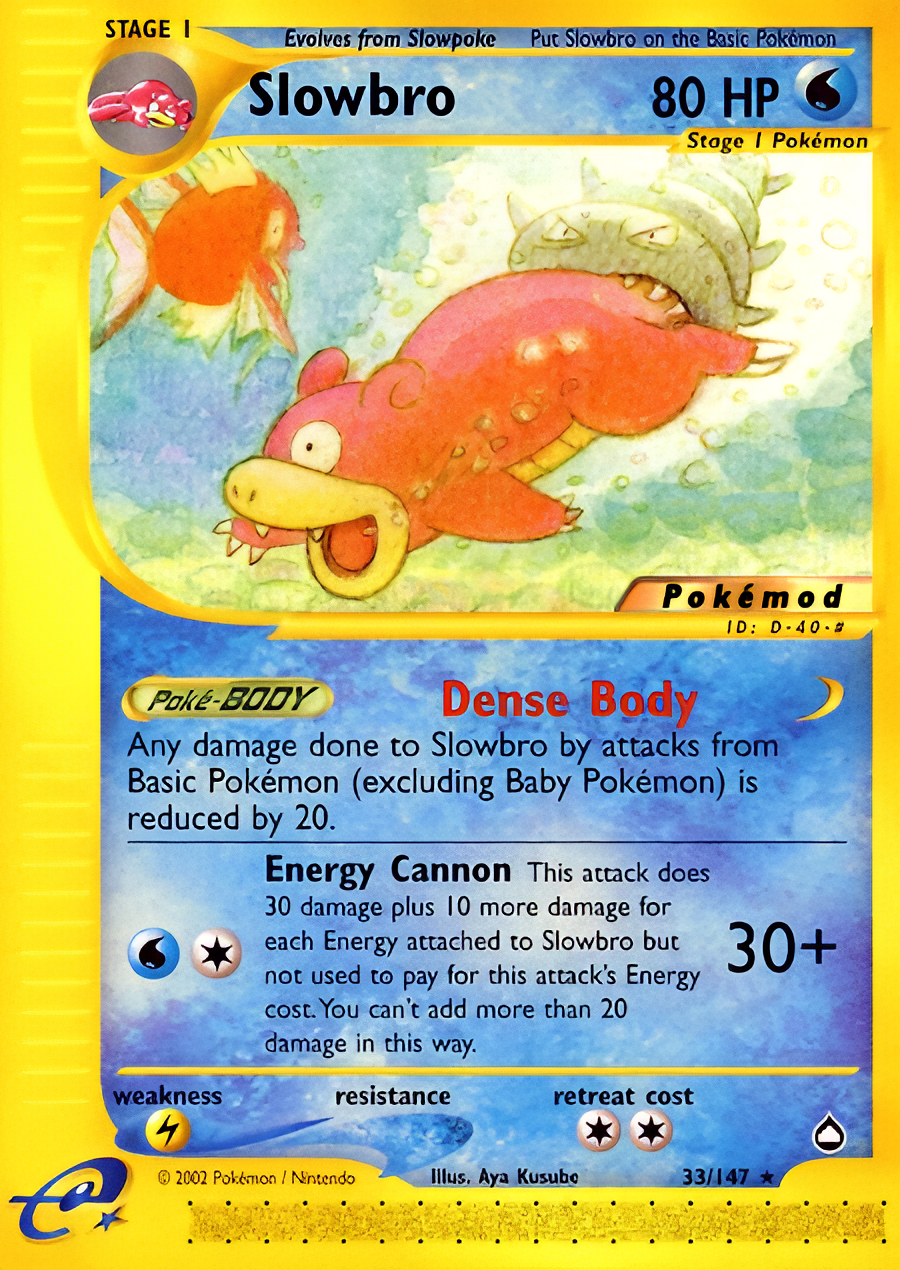 STAGE 1
Evolves from Slowpoke Put Slowbro on the Basic Pokémon
Slowbro 80 HP
Stage 1 Pokémon
Pokémod
ID: D-40-#
Poké-BODY Dense Body
Any damage done to Slowbro by attacks from
Basic Pokémon (excluding Baby Pokémon) is
reduced by 20.
Energy Cannon This attack does
30 damage plus 10 more damage for
each Energy attached to Slowbro but
not used to pay for this attack's Energy
cost. You can't add more than 20
damage in this way.
30+
weakness resistance retreat cost
© 2002 Pokémon / Nintendo Illus. Aya Kusube 33/147 ★
e